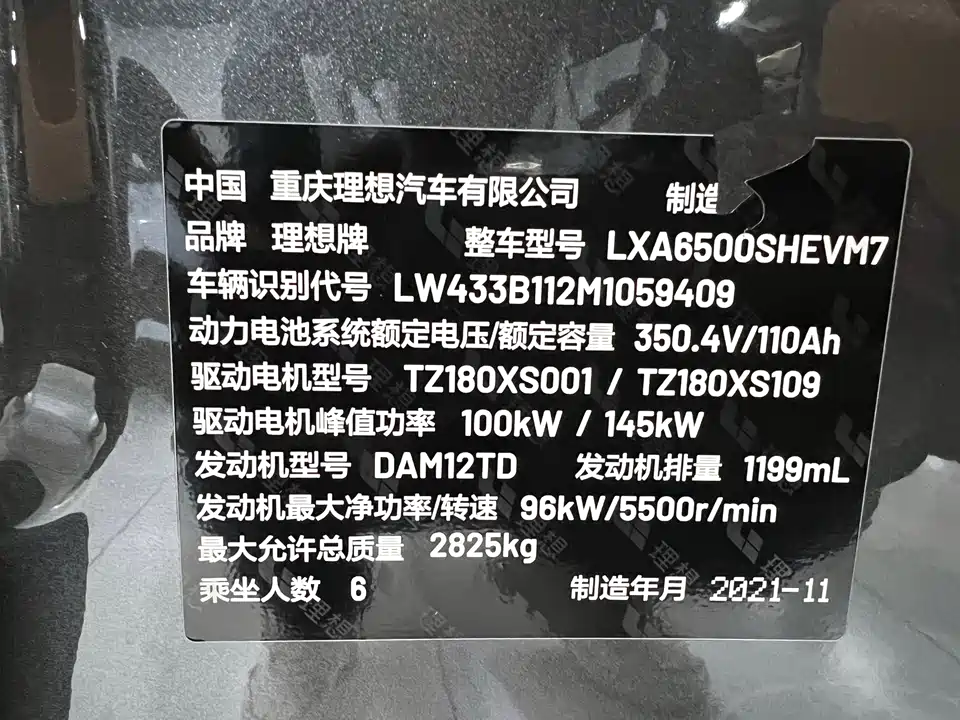 中国 重庆理想汽车有限公司 制造
品牌 理想牌 整车型号 LXA6500SHEVM7
车辆识别代号 LW433B112M1059409
动力电池系统额定电压/额定容量 350.4V/110Ah
驱动电机型号 TZ180XS001 / TZ180XS109
驱动电机峰值功率 100kW / 145kW
发动机型号 DAM12TD 发动机排量 1199mL
发动机最大净功率/转速 96kW/5500r/min
最大允许总质量 2825kg
乘坐人数 6 制造年月 2021-11